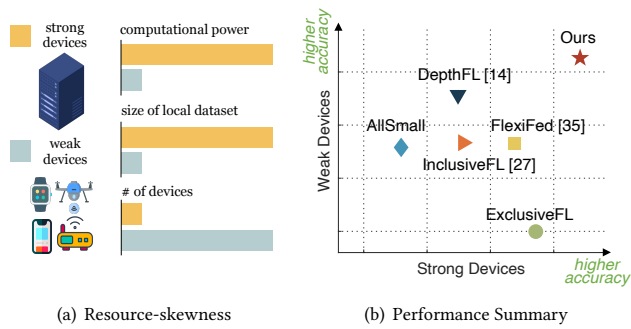 strong
devices
weak
devices
computational power
size of local dataset
# of devices
(a) Resource-skewness
higher
accuracy
Weak Devices
Ours
DepthFL [14]
AllSmall
FlexiFed [35]
InclusiveFL [27]
ExclusiveFL
Strong Devices
higher
accuracy
(b) Performance Summary